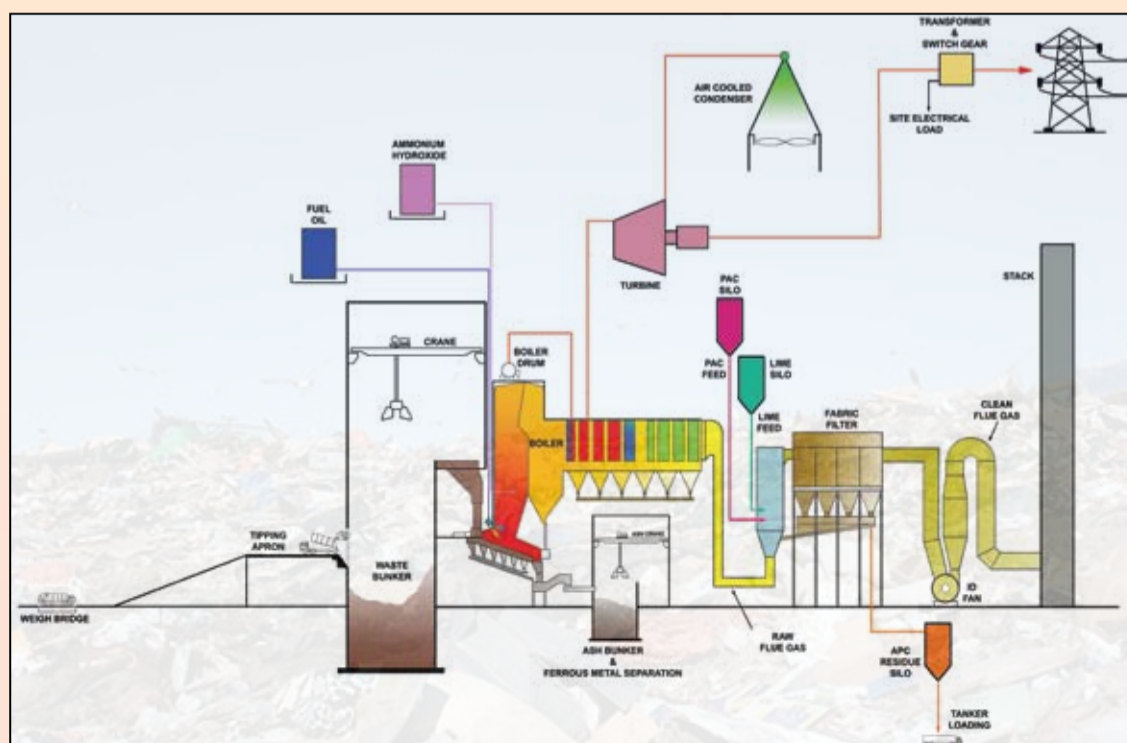 TRANSFORMER
&
SWITCH GEAR
AIR COOLED
CONDENSER
SITE ELECTRICAL
LOAD
AMMONIUM
HYDROXIDE
FUEL
OIL
TURBINE
STACK
PAC
SILO
CRANE
BOILER
DRUM
PAC
FEED
LIME
SILO
CLEAN
FLUE GAS
LIME
FEED
FABRIC
FILTER
BOILER
ASH CRANE
TIPPING
APRON
WASTE
BUNKER
ID
FAN
WEIGH BRIDGE
RAW
FLUE GAS
ASH BUNKER
&
FERROUS METAL SEPARATION
APC
RESIDUE
SILO
TANKER
LOADING